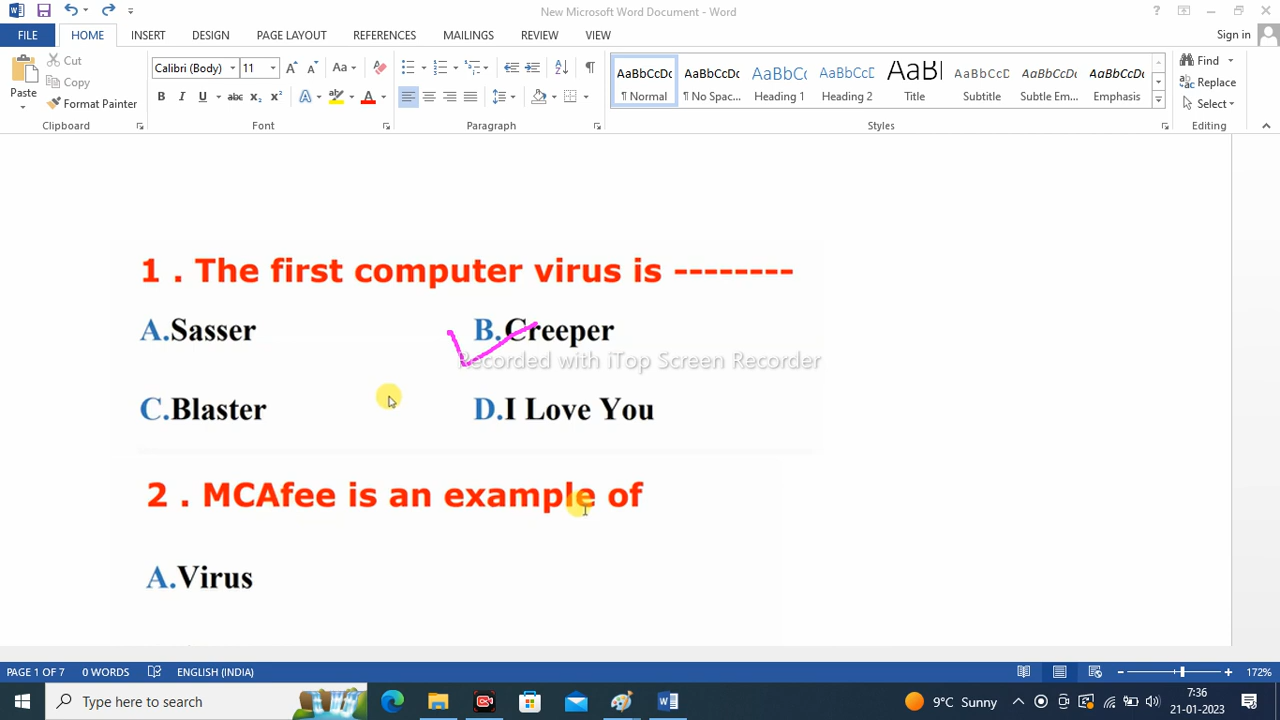 New Microsoft Word Document - Word
FILE HOME INSERT DESIGN PAGE LAYOUT REFERENCES MAILINGS REVIEW VIEW Sign in
Paste Cut Copy Format Painter Clipboard
Calibri (Body) 11 Font
Paragraph
AaBbCcDc ¶ Normal
AaBbCcDc ¶ No Spac...
AaBbCc Heading 1
AaBbCcD Heading 2
AaBl Title
AaBbCcD Subtitle
AaBbCcDc Subtle Em...
AaBbCcDc Emphasis
Styles
Find Replace Select Editing
1 . The first computer virus is --------
A.Sasser B.Creeper
Recorded with iTop Screen Recorder
C.Blaster D.I Love You
2 . MCAfee is an example of
A.Virus
PAGE 1 OF 7 0 WORDS ENGLISH (INDIA) 172%
Type here to search 9°C Sunny 7:36
21-01-2023